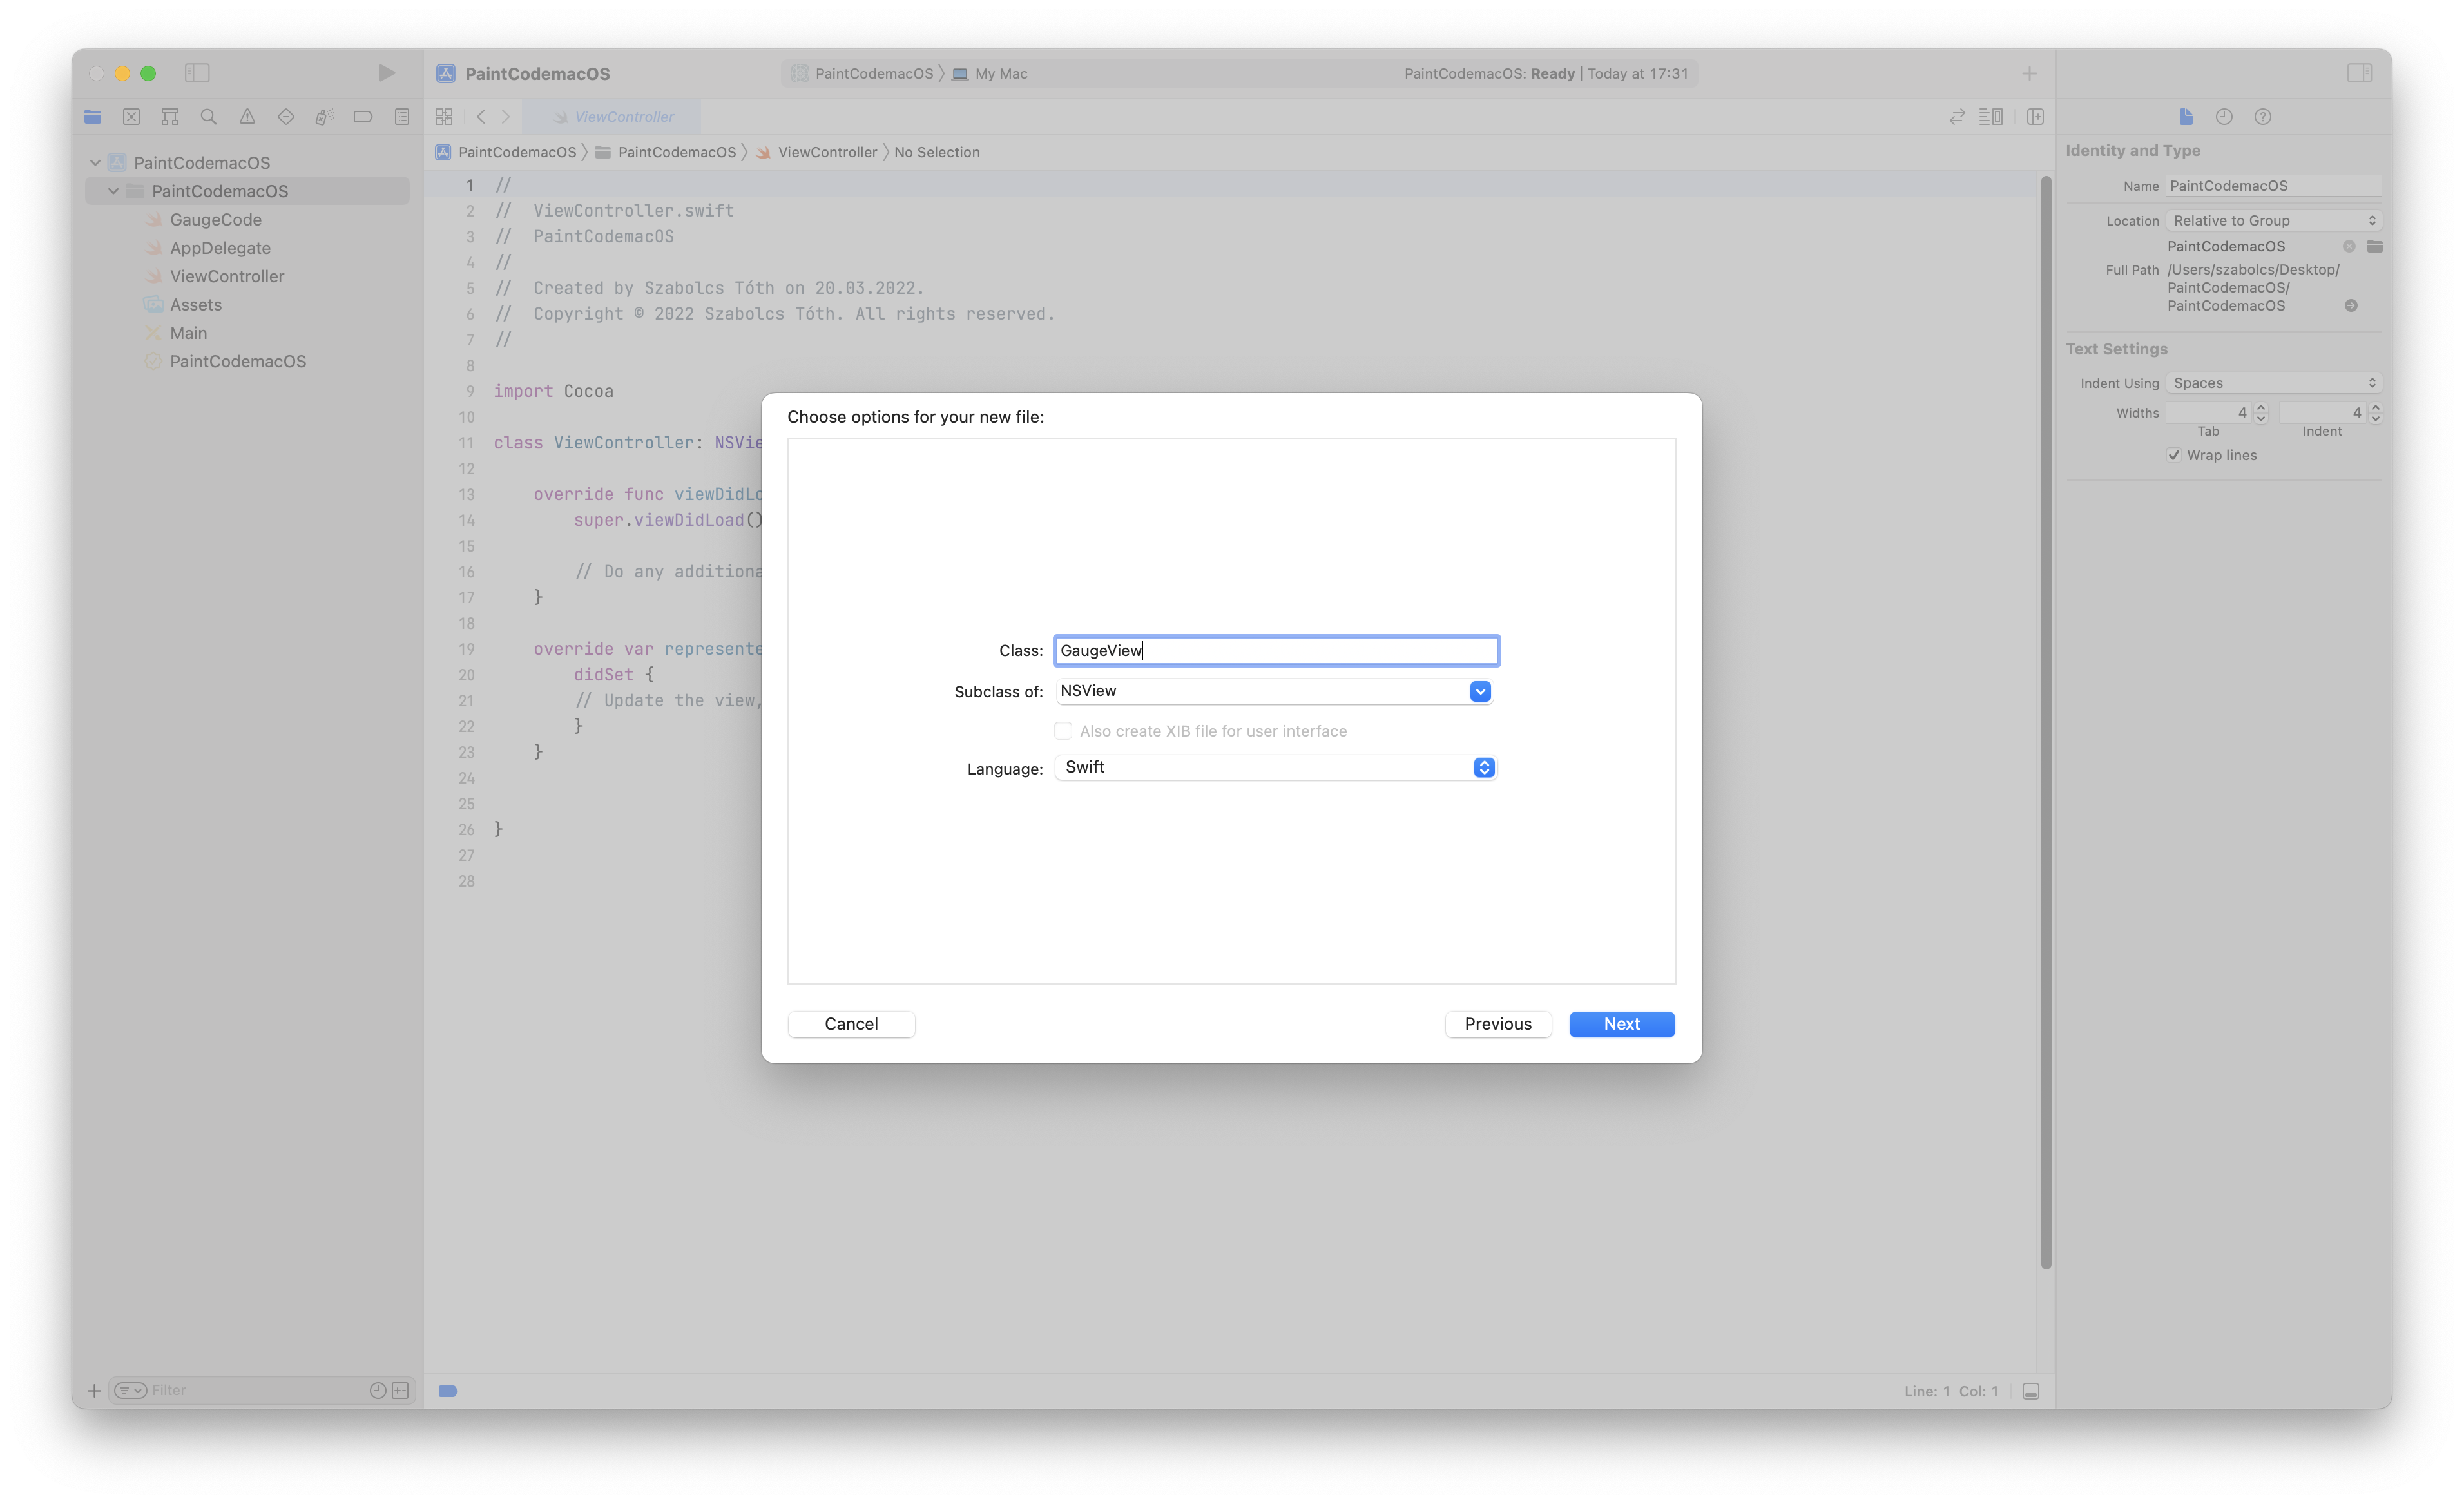 PaintCodemacOS
PaintCodemacOS 〉 My Mac
PaintCodemacOS: Ready | Today at 17:31
ViewController
PaintCodemacOS 〉 PaintCodemacOS 〉 ViewController 〉 No Selection
PaintCodemacOS
PaintCodemacOS
GaugeCode
AppDelegate
ViewController
Assets
Main
PaintCodemacOS
Filter
1 //
2 //  ViewController.swift
3 //  PaintCodemacOS
4 //
5 //  Created by Szabolcs Tóth on 20.03.2022.
6 //  Copyright © 2022 Szabolcs Tóth. All rights reserved.
7 //
8
9 import Cocoa
10
11 class ViewController: NSVie
12
13     override func viewDidLo
14         super.viewDidLoad()
15
16         // Do any additiona
17     }
18
19     override var represente
20         didSet {
21         // Update the view,
22         }
23     }
24
25
26 }
27
28
Line: 1 Col: 1
Choose options for your new file:
Class: GaugeView
Subclass of: NSView
Also create XIB file for user interface
Language: Swift
Cancel
Previous
Next
Identity and Type
Name PaintCodemacOS
Location Relative to Group
PaintCodemacOS
Full Path /Users/szabolcs/Desktop/
PaintCodemacOS/
PaintCodemacOS
Text Settings
Indent Using Spaces
Widths 4 4
Tab Indent
Wrap lines